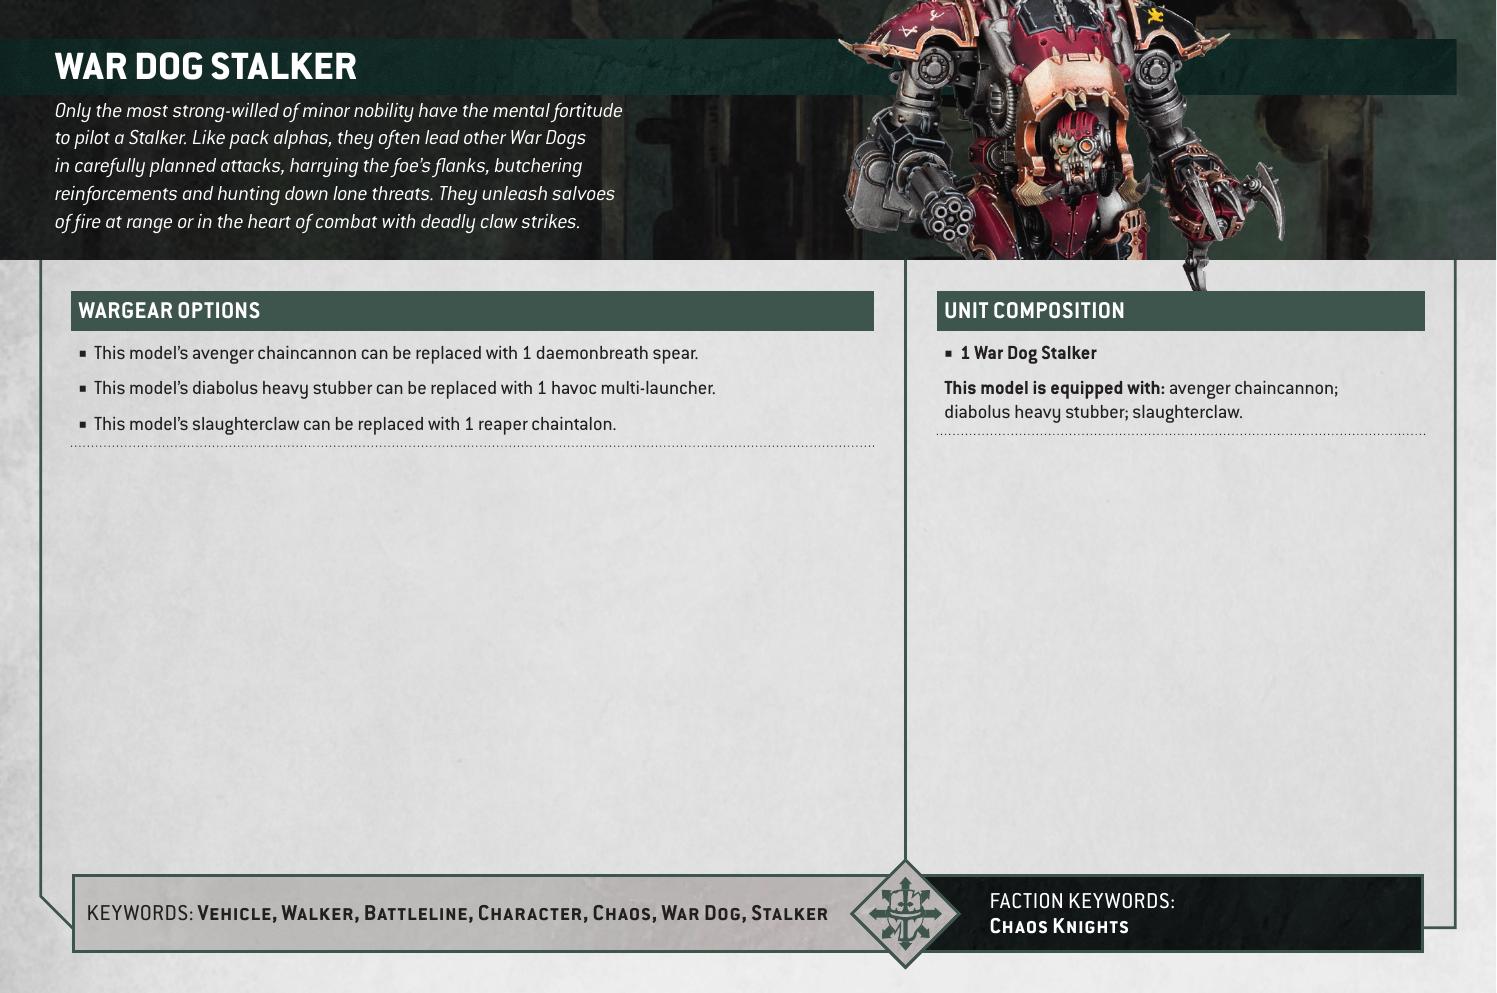 WAR DOG STALKER
Only the most strong-willed of minor nobility have the mental fortitude
to pilot a Stalker. Like pack alphas, they often lead other War Dogs
in carefully planned attacks, harrying the foe’s flanks, butchering
reinforcements and hunting down lone threats. They unleash salvoes
of fire at range or in the heart of combat with deadly claw strikes.
WARGEAR OPTIONS
■ This model’s avenger chaincannon can be replaced with 1 daemonbreath spear.
■ This model’s diabolus heavy stubber can be replaced with 1 havoc multi-launcher.
■ This model’s slaughterclaw can be replaced with 1 reaper chaintalon.
UNIT COMPOSITION
■ 1 War Dog Stalker
This model is equipped with: avenger chaincannon;
diabolus heavy stubber; slaughterclaw.
KEYWORDS: Vehicle, Walker, Battleline, Character, Chaos, War Dog, Stalker
FACTION KEYWORDS:
Chaos Knights